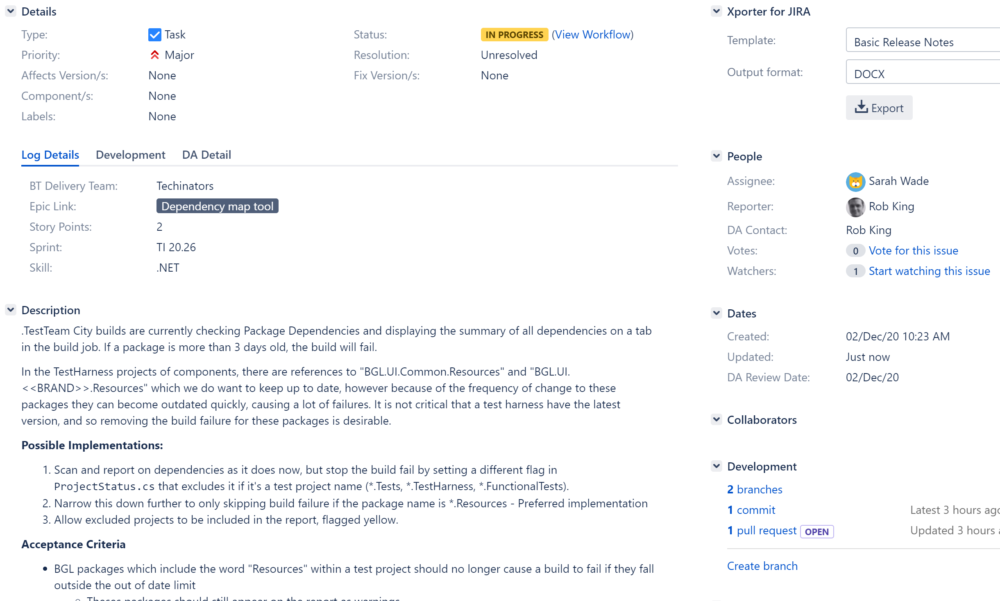 Details
Type: Task
Status: IN PROGRESS (View Workflow)
Priority: Major
Resolution: Unresolved
Affects Version/s: None
Fix Version/s: None
Component/s: None
Labels: None
Log Details Development DA Detail
BT Delivery Team: Techinators
Epic Link: Dependency map tool
Story Points: 2
Sprint: TI 20.26
Skill: .NET
Description
.TestTeam City builds are currently checking Package Dependencies and displaying the summary of all dependencies on a tab
in the build job. If a package is more than 3 days old, the build will fail.
In the TestHarness projects of components, there are references to "BGL.UI.Common.Resources" and "BGL.UI.
<<BRAND>>.Resources" which we do want to keep up to date, however because of the frequency of change to these
packages they can become outdated quickly, causing a lot of failures. It is not critical that a test harness have the latest
version, and so removing the build failure for these packages is desirable.
Possible Implementations:
1. Scan and report on dependencies as it does now, but stop the build fail by setting a different flag in
ProjectStatus.cs that excludes it if it's a test project name (*.Tests, *.TestHarness, *.FunctionalTests).
2. Narrow this down further to only skipping build failure if the package name is *.Resources - Preferred implementation
3. Allow excluded projects to be included in the report, flagged yellow.
Acceptance Criteria
• BGL packages which include the word "Resources" within a test project should no longer cause a build to fail if they fall
outside the out of date limit
Theses packages should still appear on the report as warnings
Xporter for JIRA
Template: Basic Release Notes
Output format: DOCX
Export
People
Assignee: Sarah Wade
Reporter: Rob King
DA Contact: Rob King
Votes: 0 Vote for this issue
Watchers: 1 Start watching this issue
Dates
Created: 02/Dec/20 10:23 AM
Updated: Just now
DA Review Date: 02/Dec/20
Collaborators
Development
2 branches
1 commit Latest 3 hours
1 pull request OPEN Updated 3 hours
Create branch